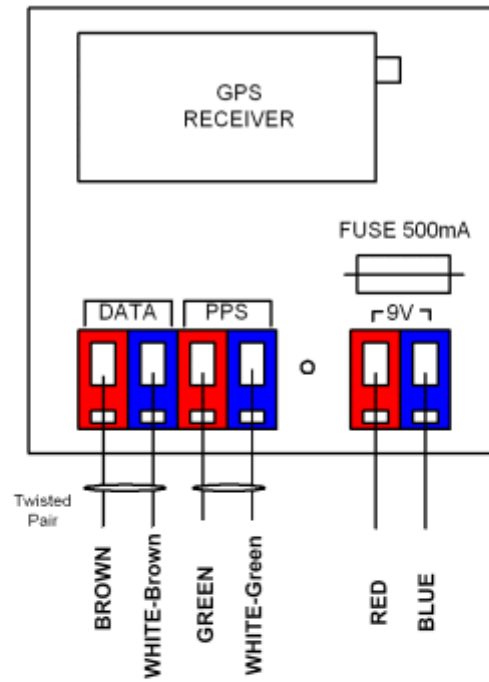 GPS
RECEIVER
FUSE 500mA
DATA
PPS
9V
Twisted
Pair
BROWN
WHITE-Brown
GREEN
WHITE-Green
RED
BLUE